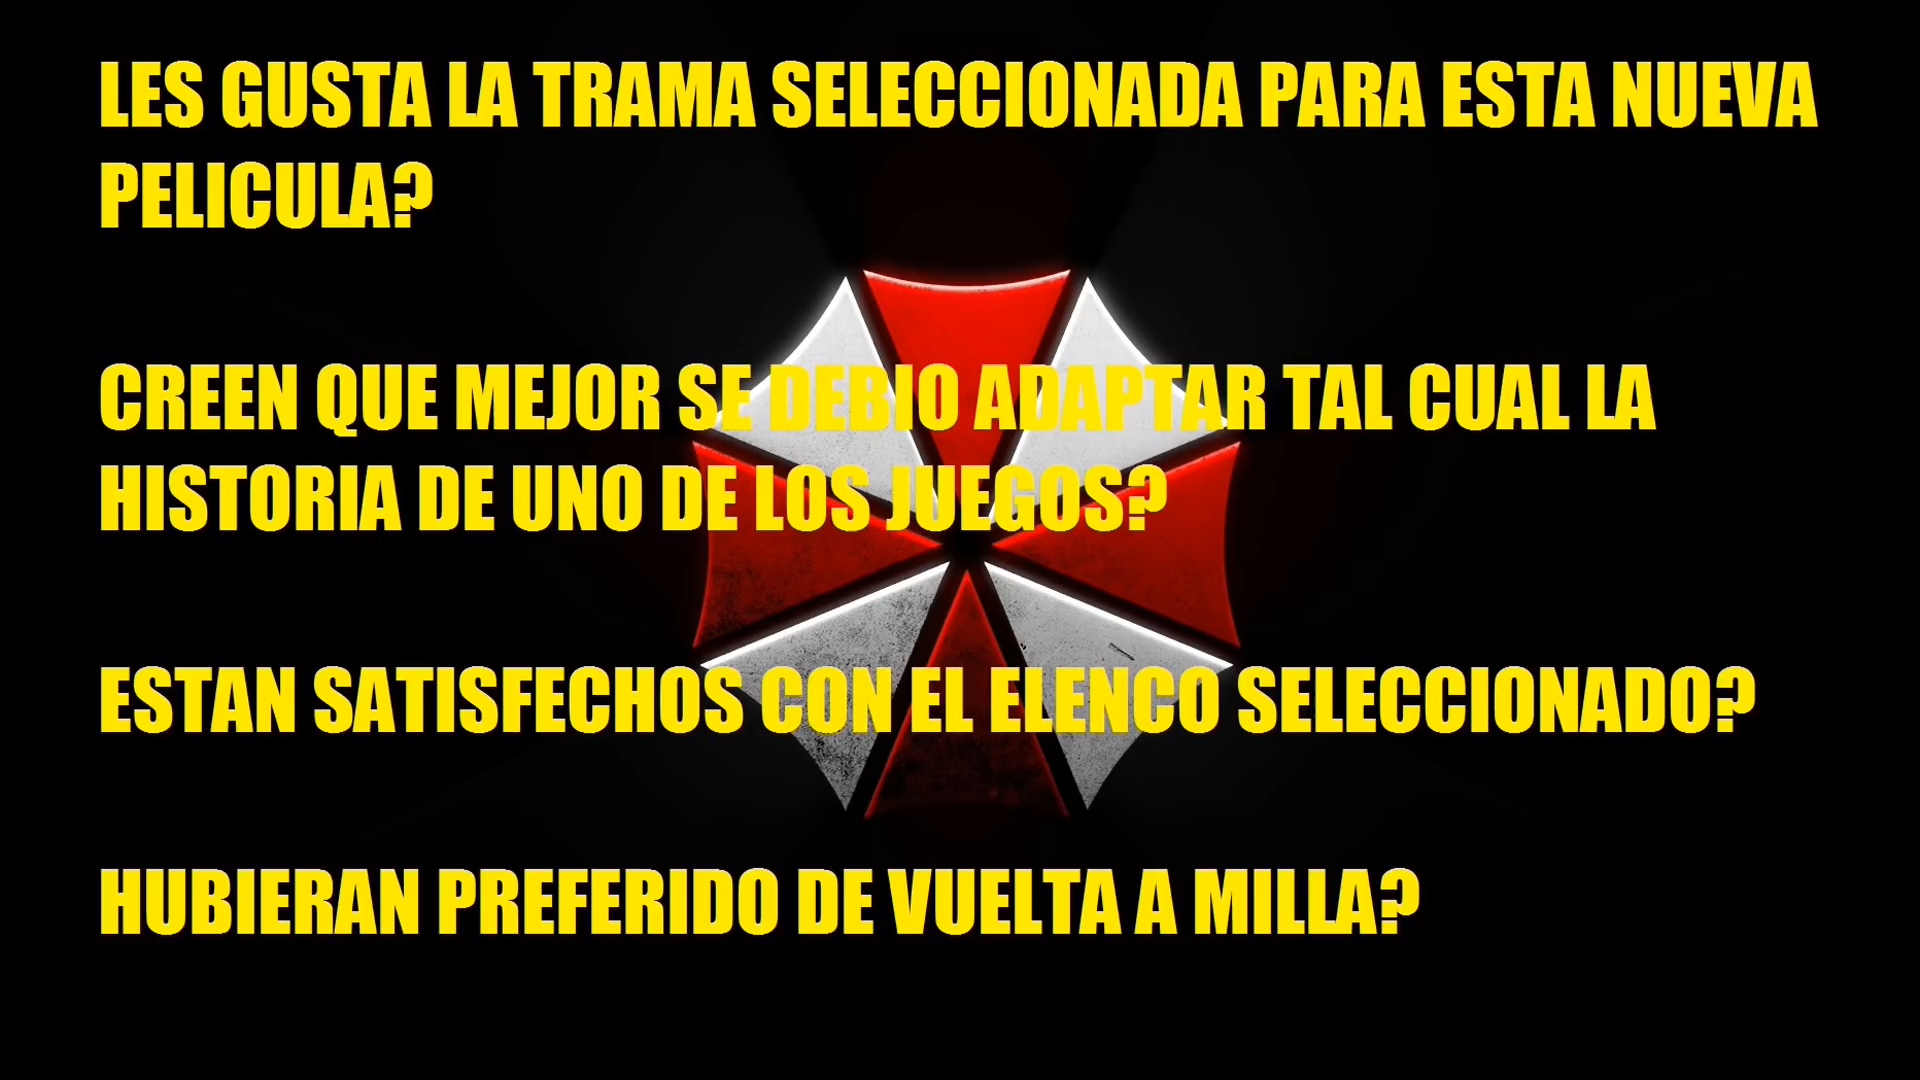 LES GUSTA LA TRAMA SELECCIONADA PARA ESTA NUEVA
PELICULA?
CREEN QUE MEJOR SE DEBIO ADAPTAR TAL CUAL LA
HISTORIA DE UNO DE LOS JUEGOS?
ESTAN SATISFECHOS CON EL ELENCO SELECCIONADO?
HUBIERAN PREFERIDO DE VUELTA A MILLA?